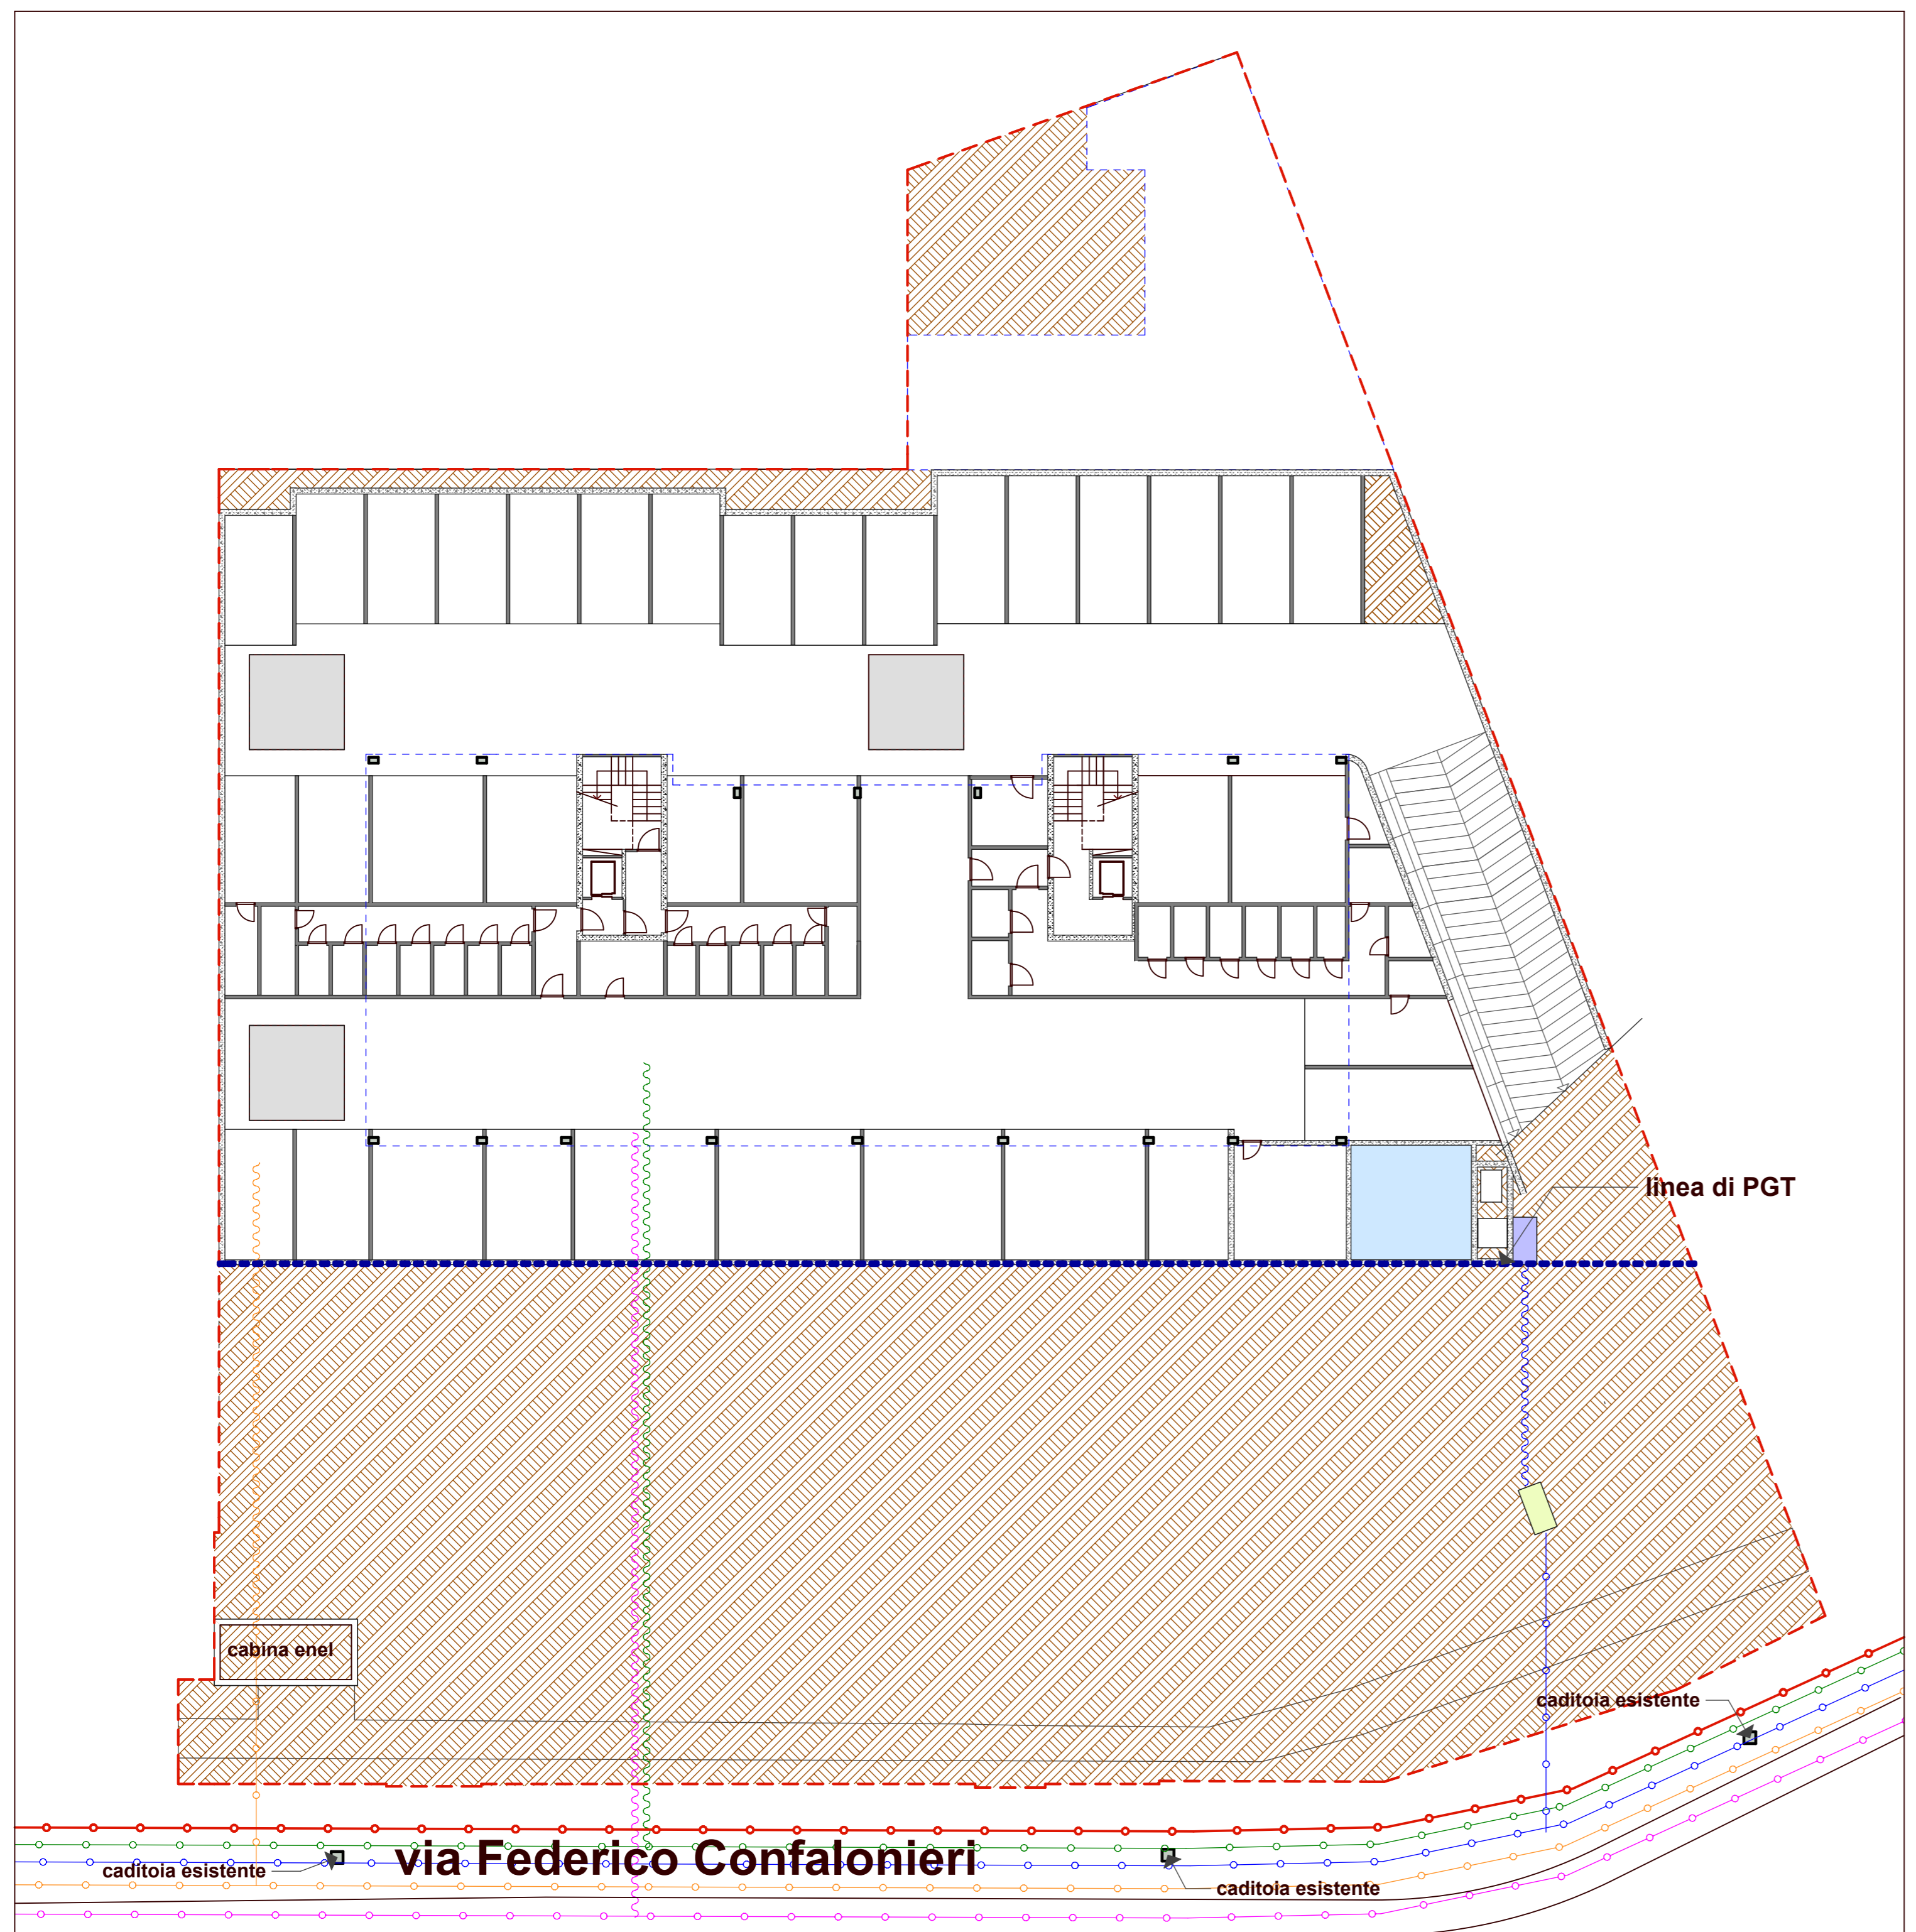 linea di PGT
cabina enel
caditoia esistente
via Federico Confalonieri
caditoia esistente
caditoia esistente